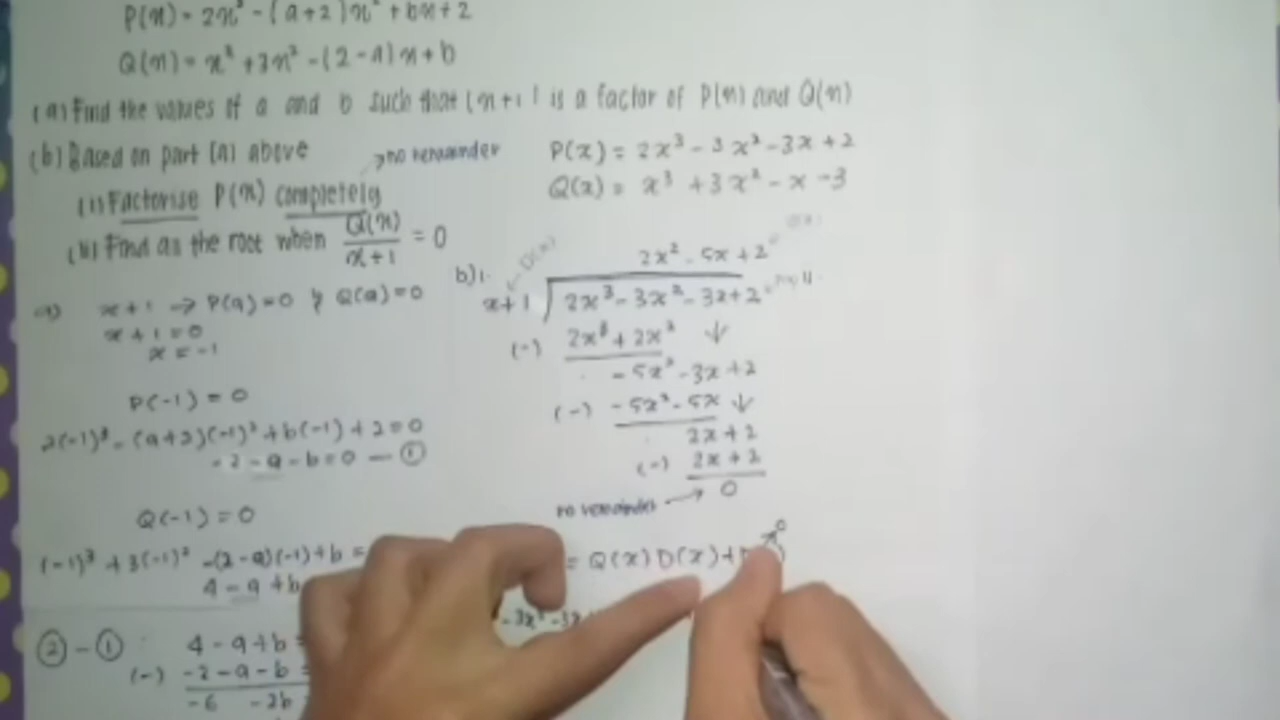 P(x) = 2x³ - (a+2)x² + bx + 2
Q(x) = x³ + 3x² - (2-a)x + b
(a) Find the values of a and b such that (x+1) is a factor of P(x) and Q(x)
(b) Based on part (a) above
→ no remainder
(i) Factorise P(x) completely
(ii) Find as the root when Q(x)/x+1 = 0
a) x+1 → P(a)=0 & Q(a)=0
x+1=0
x = -1
P(-1) = 0
2(-1)³ - (a+2)(-1)² + b(-1) + 2 = 0
-2-a-b=0 — ①
Q(-1) = 0
(-1)³ + 3(-1)² - (2-a)(-1) + b =
4-a+b
② - ① : 4-a+b =
(-) -2-a-b =
-6 -2b
P(x) = 2x³ - 3x² - 3x + 2
Q(x) = x³ + 3x² - x - 3
b) i.
← D(x)
2x² - 5x + 2
x+1 2x³ - 3x² - 3x + 2
(-) 2x³ + 2x² ↓
-5x² - 3x + 2
(-) -5x² - 5x ↓
2x + 2
(-) 2x + 2
0
no remainder →
= Q(x) D(x) +
0
- 3x² - 3x